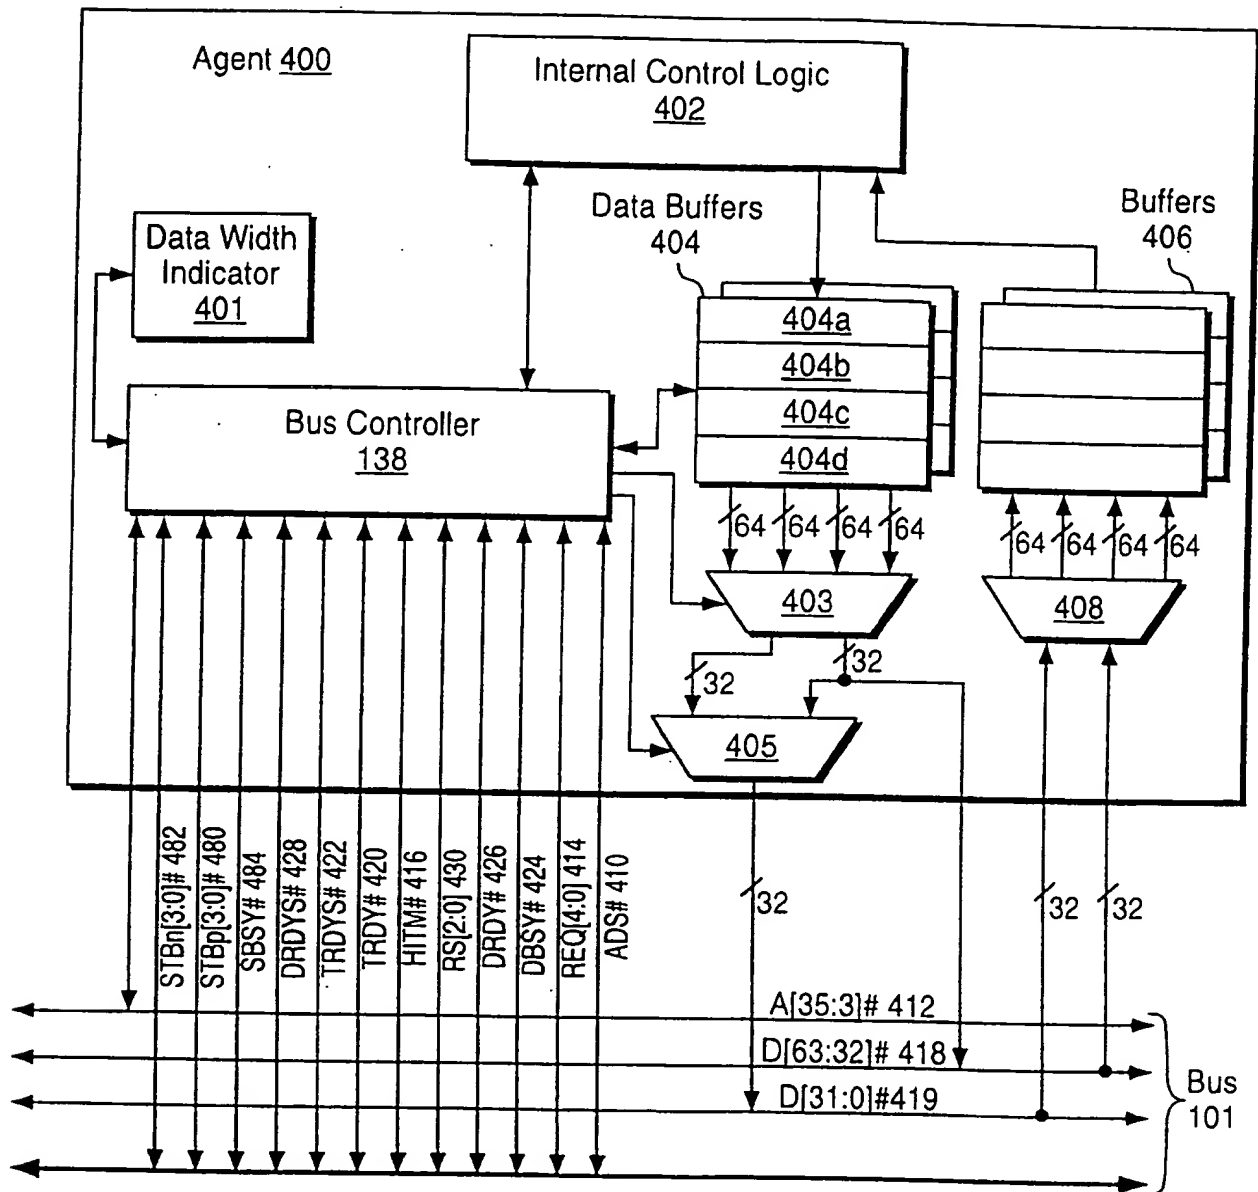 Agent 400
Internal Control Logic
402
Data Width
Indicator
401
Data Buffers
404
Buffers
406
404a
404b
404c
404d
Bus Controller
138
64
64
64
64
64
64
64
64
403
408
32
32
405
STBn[3:0]# 482
STBp[3:0]# 480
SBSY# 484
DRDYS# 428
TRDYS# 422
TRDY# 420
HITM# 416
RS[2:0] 430
DRDY# 426
DBSY# 424
REQ[4:0] 414
ADS# 410
32
32
32
A[35:3]# 412
D[63:32]# 418
D[31:0]#419
Bus
101